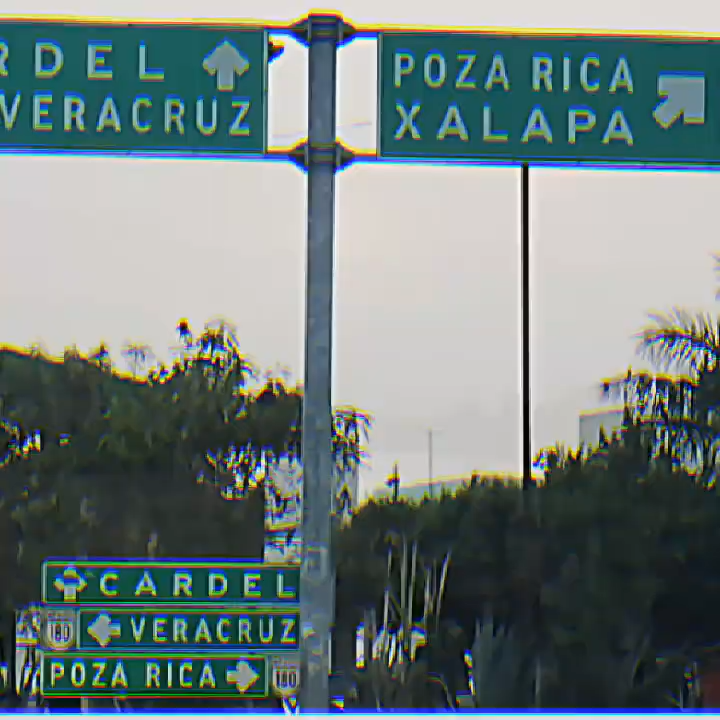 RDEL
VERACRUZ
POZA RICA
XALAPA
CARDEL
180 VERACRUZ
POZA RICA 180